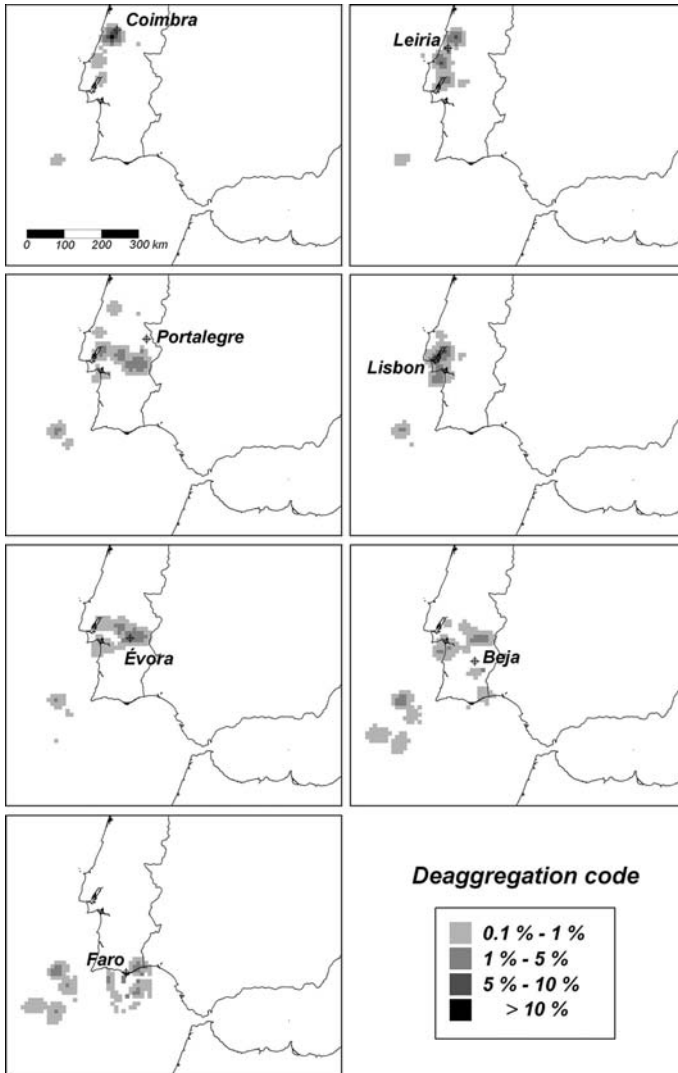 Coimbra
Leiria
0 100 200 300 km
Portalegre
Lisbon
Évora
Beja
Faro
Deaggregation code
0.1 % - 1 %
1 % - 5 %
5 % - 10 %
> 10 %